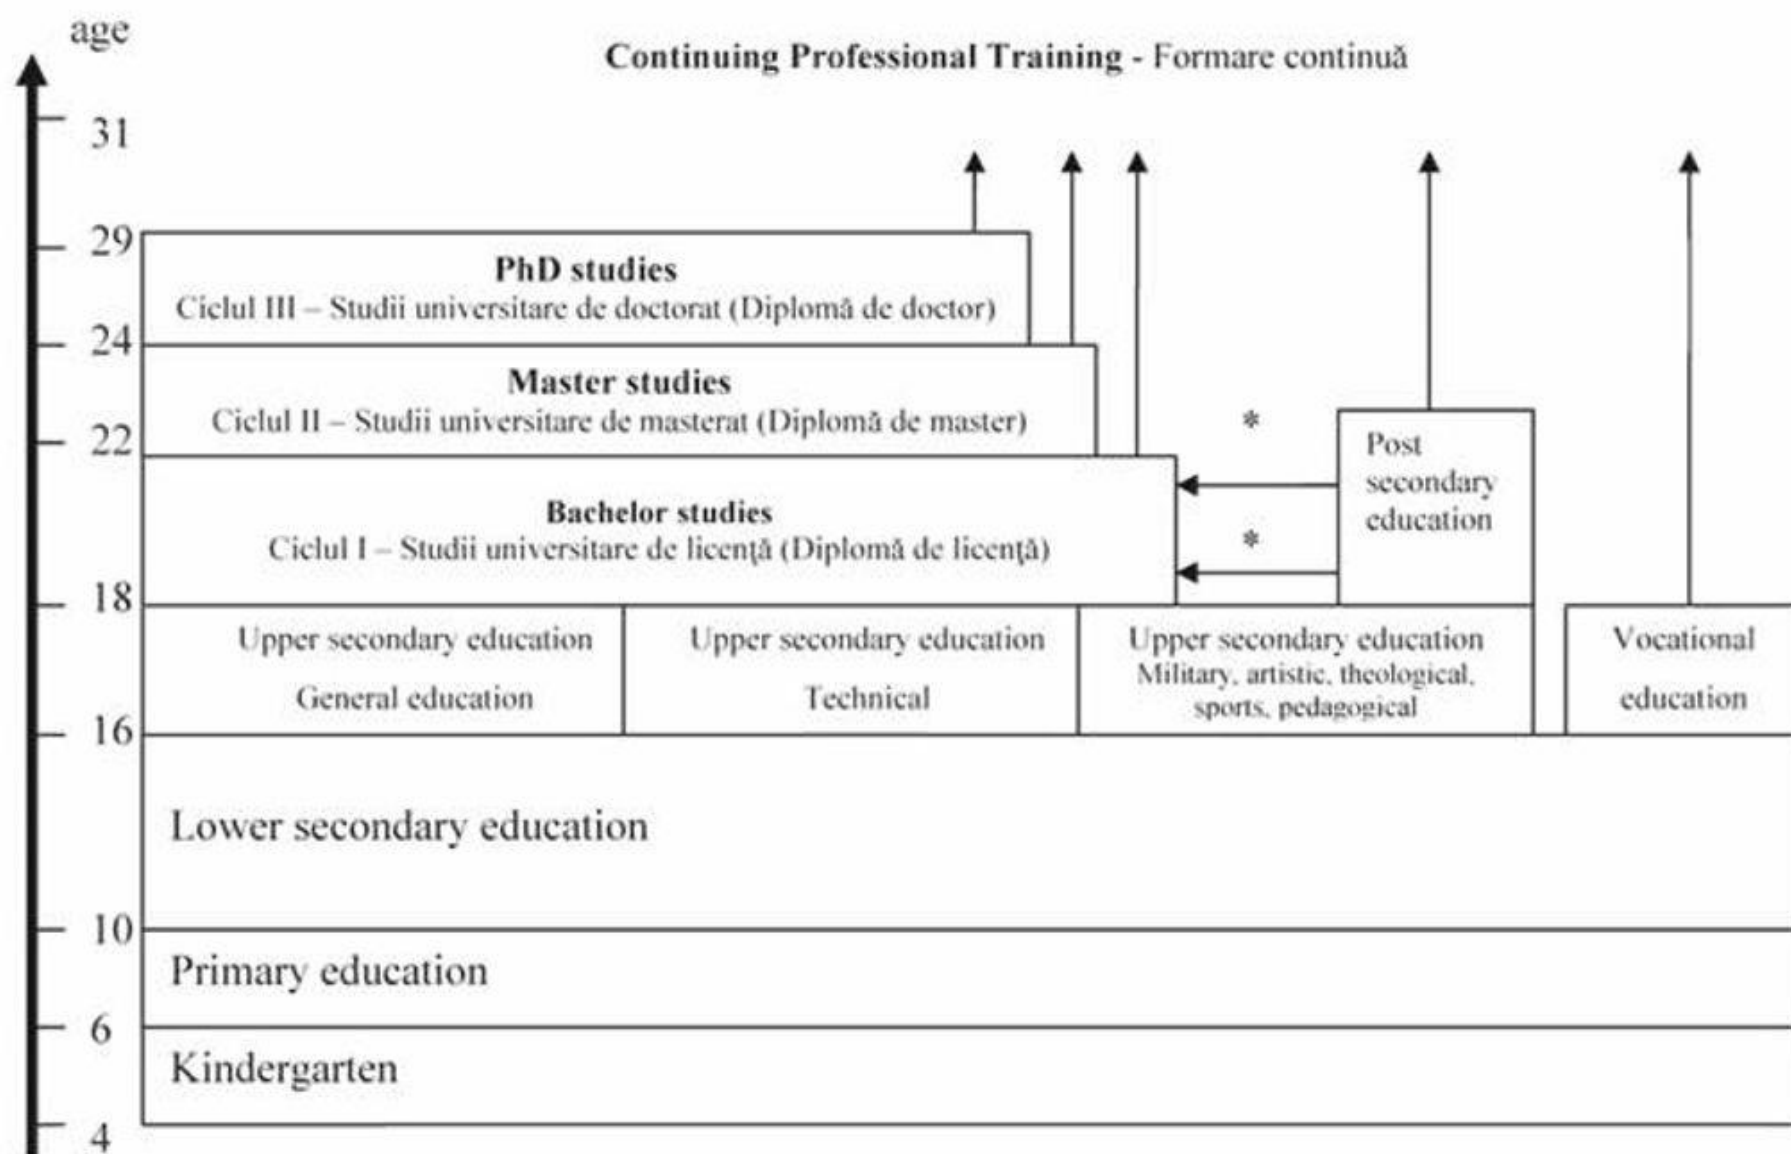 age
Continuing Professional Training - Formare continuă
31
29
PhD studies
Ciclul III – Studii universitare de doctorat (Diplomă de doctor)
24
Master studies
Ciclul II – Studii universitare de masterat (Diplomă de master)
*
22
Post
secondary
education
Bachelor studies
Ciclul I – Studii universitare de licenţă (Diplomă de licenţă)
*
18
Upper secondary education
General education
Upper secondary education
Technical
Upper secondary education
Military, artistic, theological,
sports, pedagogical
Vocational
education
16
Lower secondary education
10
Primary education
6
Kindergarten
4